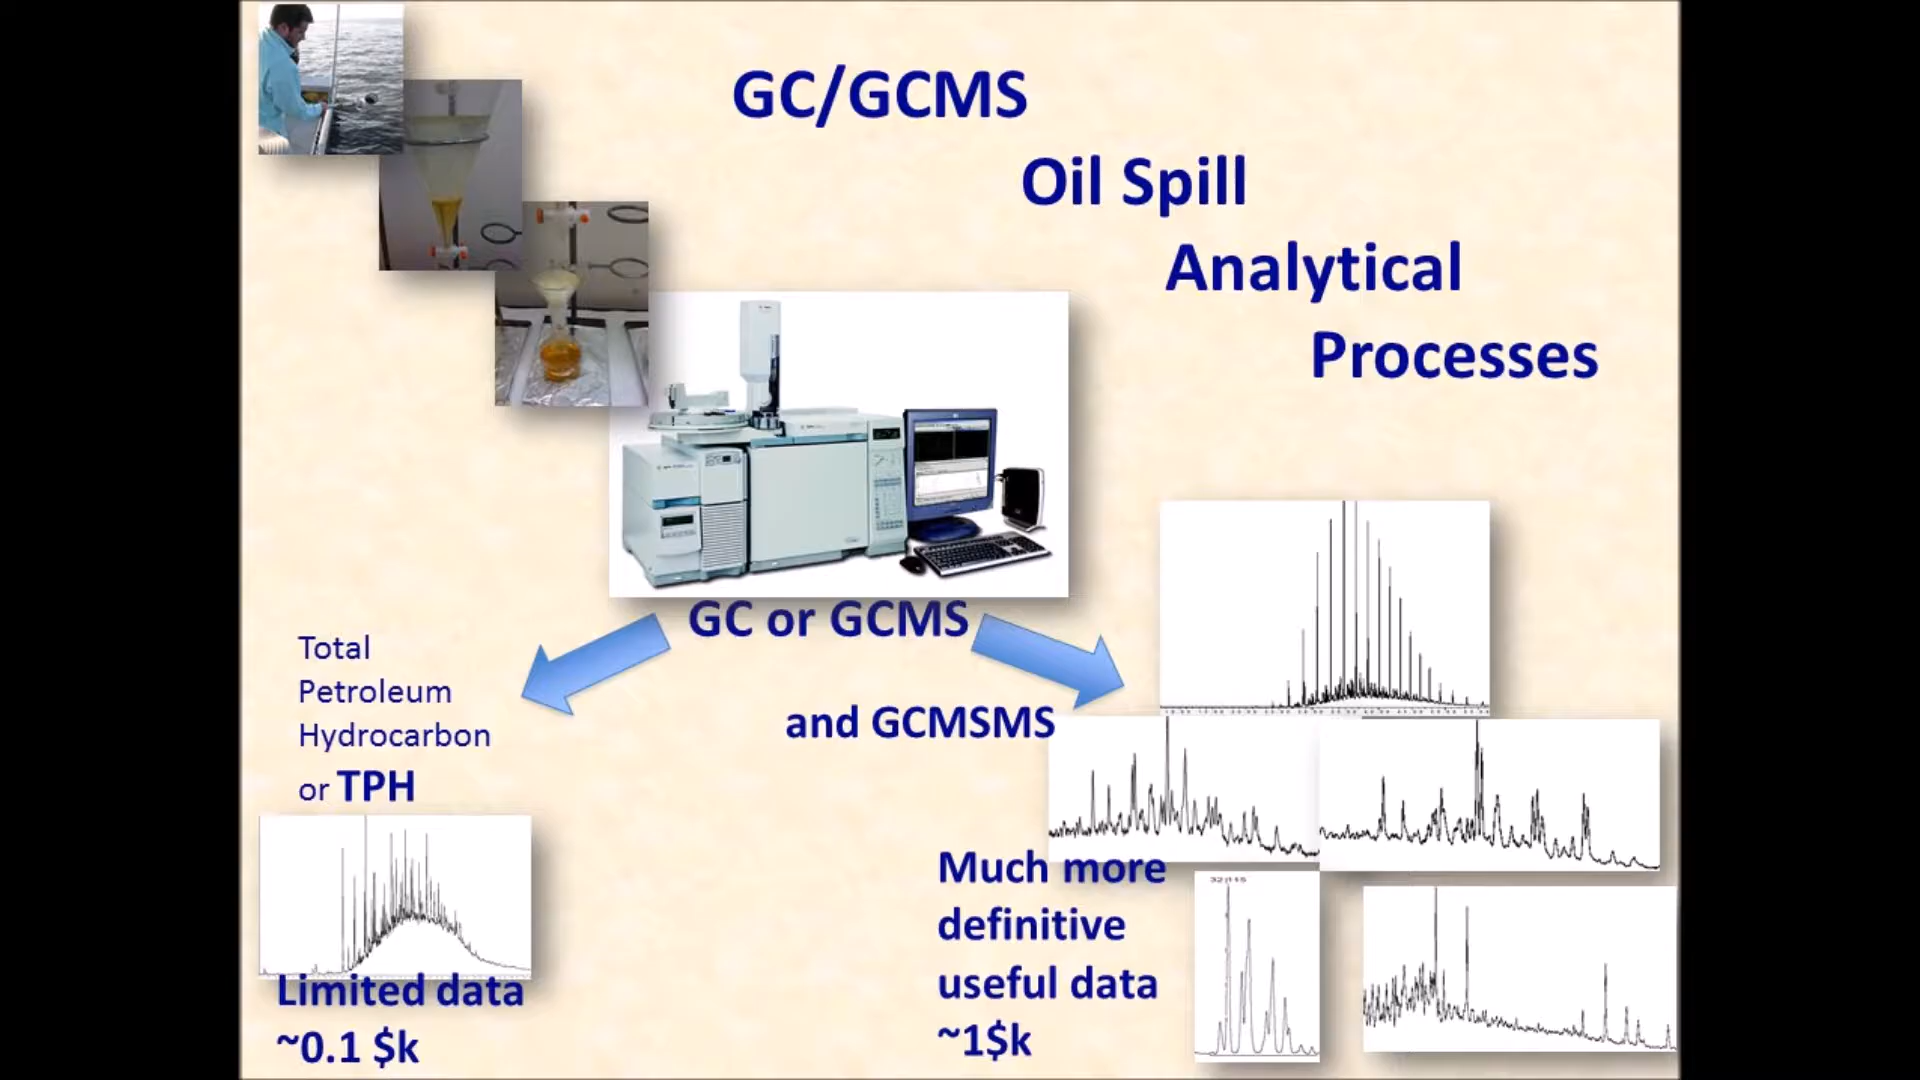 GC/GCMS
Oil Spill
Analytical
Processes
GC or GCMS
and GCMSMS
Total
Petroleum
Hydrocarbon
or TPH
Limited data
~0.1 $k
Much more
definitive
useful data
~1$k